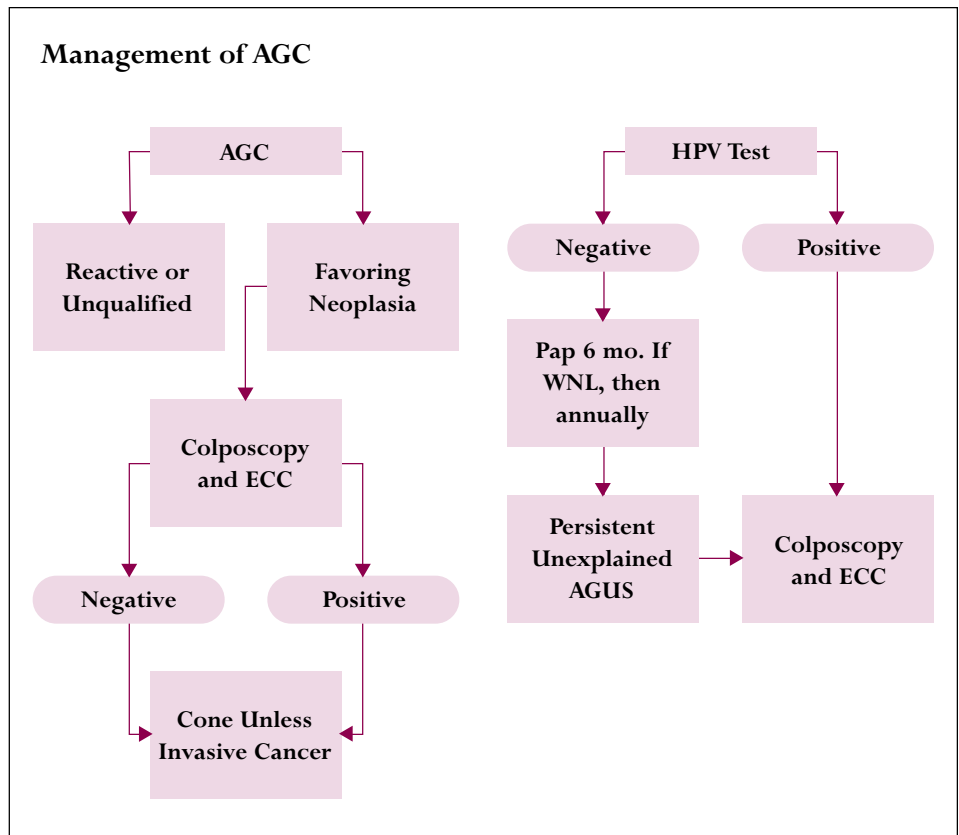 Management of AGC
AGC
Reactive or
Unqualified
Favoring
Neoplasia
Colposcopy
and ECC
Negative
Positive
Cone Unless
Invasive Cancer
HPV Test
Negative
Positive
Pap 6 mo. If
WNL, then
annually
Persistent
Unexplained
AGUS
Colposcopy
and ECC